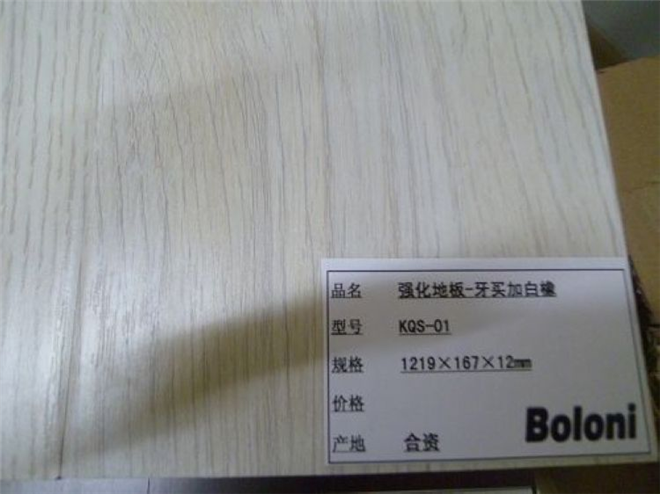 品名 强化地板-牙买加白橡
型号 KQS-01
规格 1219×167×12mm
价格
产地 合资
Boloni